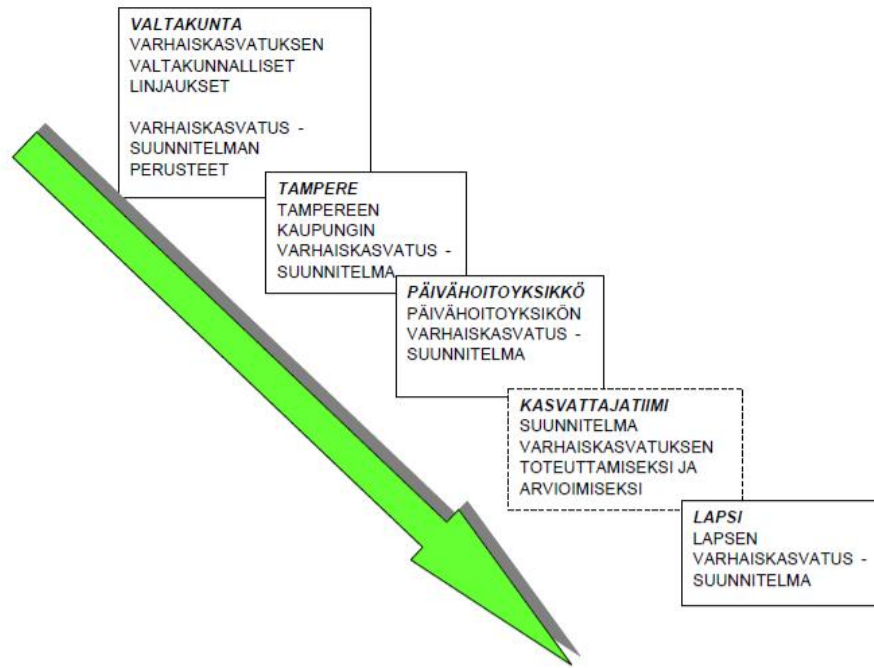 VALTAKUNTA
VARHAISKASVATUKSEN
VALTAKUNNALLISET
LINJAUKSET
VARHAISKASVATUS -
SUUNNITELMAN
PERUSTEET
TAMPERE
TAMPEREEN
KAUPUNGIN
VARHAISKASVATUS -
SUUNNITELMA
PÄIVÄHOITOYKSIKKÖ
PÄIVÄHOITOYKSIKÖN
VARHAISKASVATUS -
SUUNNITELMA
KASVATTAJATIIMI
SUUNNITELMA
VARHAISKASVATUKSEN
TOTEUTTAMISEKSI JA
ARVIOIMISEKSI
LAPSI
LAPSEN
VARHAISKASVATUS -
SUUNNITELMA